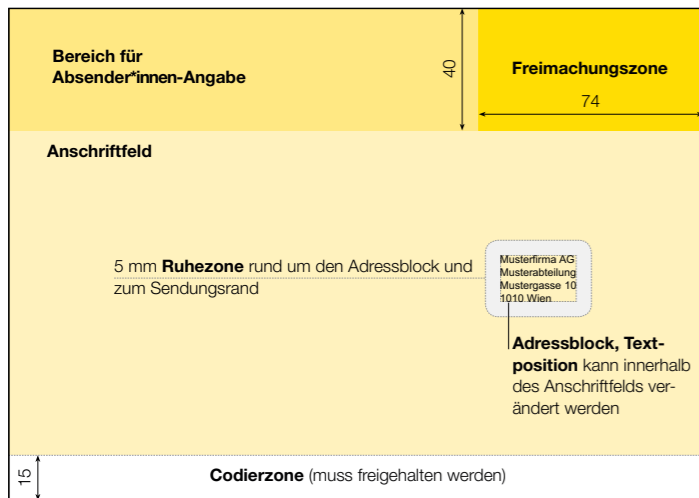 Bereich für
Absender*innen-Angabe
40
Freimachungszone
74
Anschriftfeld
5 mm Ruhezone rund um den Adressblock und
zum Sendungsrand
Musterfirma AG
Musterabteilung
Mustergasse 10
1010 Wien
Adressblock, Text-
position kann innerhalb
des Anschriftfelds ver-
ändert werden
15
Codierzone (muss freigehalten werden)